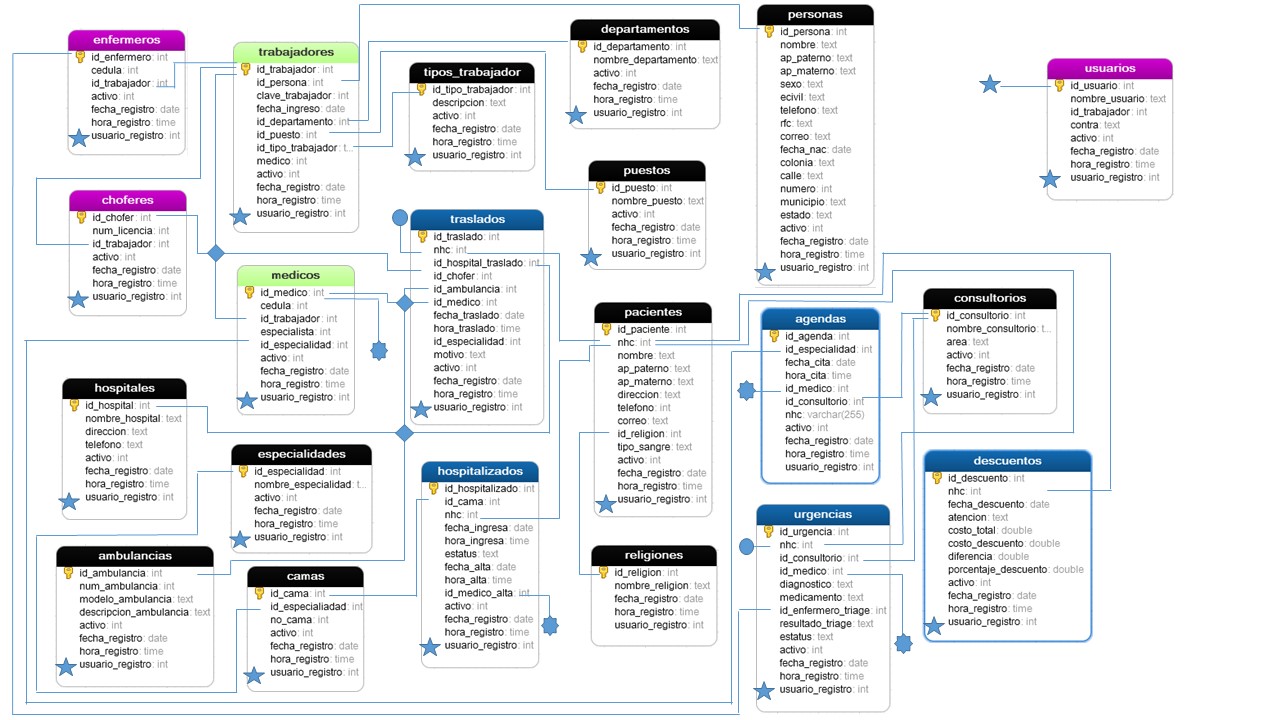 enfermeros
id_enfermero: int
cedula: int
id_trabajador: int
activo: int
fecha_registro: date
hora_registro: time
usuario_registro: int
trabajadores
id_trabajador: int
id_persona: int
clave_trabajador: int
fecha_ingreso: date
id_departamento: int
id_puesto: int
id_tipo_trabajador: t...
medico: int
activo: int
fecha_registro: date
hora_registro: time
usuario_registro: int
tipos_trabajador
id_tipo_trabajador: int
descripcion: text
activo: int
fecha_registro: date
hora_registro: time
usuario_registro: int
departamentos
id_departamento: int
nombre_departamento: text
activo: int
fecha_registro: date
hora_registro: time
usuario_registro: int
personas
id_persona: int
nombre: text
ap_paterno: text
ap_materno: text
sexo: text
ecivil: text
telefono: text
rfc: text
correo: text
fecha_nac: date
colonia: text
calle: text
numero: int
municipio: text
estado: text
activo: int
fecha_registro: date
hora_registro: time
usuario_registro: int
usuarios
id_usuario: int
nombre_usuario: text
id_trabajador: int
contra: text
activo: int
fecha_registro: date
hora_registro: time
usuario_registro: int
choferes
id_chofer: int
num_licencia: int
id_trabajador: int
activo: int
fecha_registro: date
hora_registro: time
usuario_registro: int
puestos
id_puesto: int
nombre_puesto: text
activo: int
fecha_registro: date
hora_registro: time
usuario_registro: int
traslados
id_traslado: int
nhc: int
id_hospital_traslado: int
id_chofer: int
id_ambulancia: int
id_medico: int
fecha_traslado: date
hora_traslado: time
id_especialidad: int
motivo: text
activo: int
fecha_registro: date
hora_registro: time
usuario_registro: int
medicos
id_medico: int
cedula: int
id_trabajador: int
especialista: int
id_especialidad: int
activo: int
fecha_registro: date
hora_registro: time
usuario_registro: int
pacientes
id_paciente: int
nhc: int
nombre: text
ap_paterno: text
ap_materno: text
direccion: text
telefono: int
correo: text
id_religion: int
tipo_sangre: text
activo: int
fecha_registro: date
hora_registro: time
usuario_registro: int
agendas
id_agenda: int
id_especialidad: int
fecha_cita: date
hora_cita: time
id_medico: int
id_consultorio: int
nhc: varchar(255)
activo: int
fecha_registro: date
hora_registro: time
usuario_registro: int
consultorios
id_consultorio: int
nombre_consultorio: t...
area: text
activo: int
fecha_registro: date
hora_registro: time
usuario_registro: int
hospitales
id_hospital: int
nombre_hospital: text
direccion: text
telefono: text
activo: int
fecha_registro: date
hora_registro: time
usuario_registro: int
especialidades
id_especialidad: int
nombre_especialidad: t...
activo: int
fecha_registro: date
hora_registro: time
usuario_registro: int
hospitalizados
id_hospitalizado: int
id_cama: int
nhc: int
fecha_ingresa: date
hora_ingresa: time
estatus: text
fecha_alta: date
hora_alta: time
id_medico_alta: int
activo: int
fecha_registro: date
hora_registro: time
usuario_registro: int
descuentos
id_descuento: int
nhc: int
fecha_descuento: date
atencion: text
costo_total: double
costo_descuento: double
diferencia: double
porcentaje_descuento: double
activo: int
fecha_registro: date
hora_registro: time
usuario_registro: int
urgencias
id_urgencia: int
nhc: int
id_consultorio: int
id_medico: int
diagnostico: text
medicamento: text
id_enfermero_triage: int
resultado_triage: text
estatus: text
activo: int
fecha_registro: date
hora_registro: time
usuario_registro: int
ambulancias
id_ambulancia: int
num_ambulancia: int
modelo_ambulancia: text
descripcion_ambulancia: text
activo: int
fecha_registro: date
hora_registro: time
usuario_registro: int
camas
id_cama: int
id_especialiadad: int
no_cama: int
activo: int
fecha_registro: date
hora_registro: time
usuario_registro: int
religiones
id_religion: int
nombre_religion: text
fecha_registro: date
hora_registro: time
usuario_registro: int